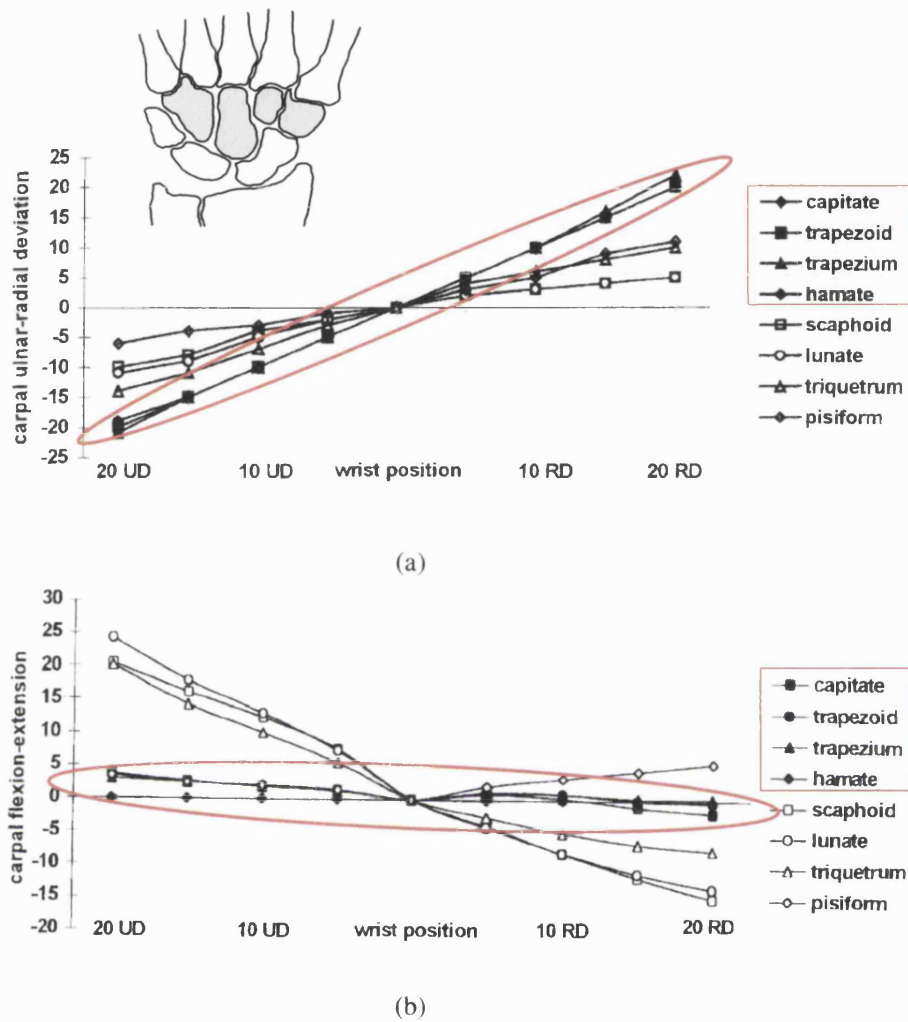 25
20
15
10
5
0
-5
-10
-15
-20
-25
carpal ulnar-radial deviation
20 UD 10 UD wrist position 10 RD 20 RD
capitate
trapezoid
trapezium
hamate
scaphoid
lunate
triquetrum
pisiform
(a)
30
25
20
15
10
5
0
-5
-10
-15
-20
carpal flexion-extension
20 UD 10 UD wrist position 10 RD 20 RD
capitate
trapezoid
trapezium
hamate
scaphoid
lunate
triquetrum
pisiform
(b)